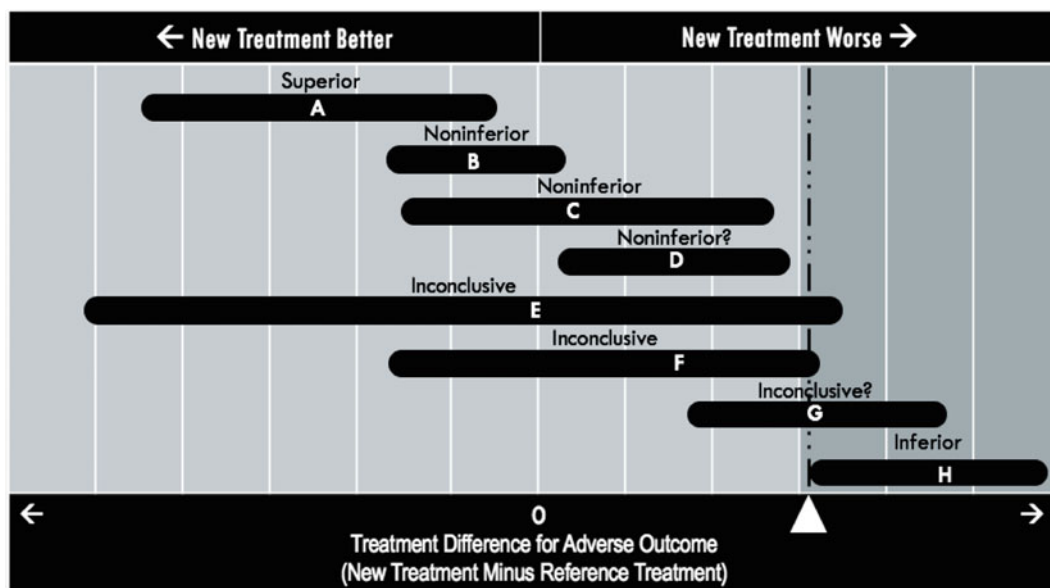 ← New Treatment Better
New Treatment Worse →
Superior
A
Noninferior
B
Noninferior
C
Noninferior?
D
Inconclusive
E
Inconclusive
F
Inconclusive?
G
Inferior
H
← 0 →
Treatment Difference for Adverse Outcome
(New Treatment Minus Reference Treatment)